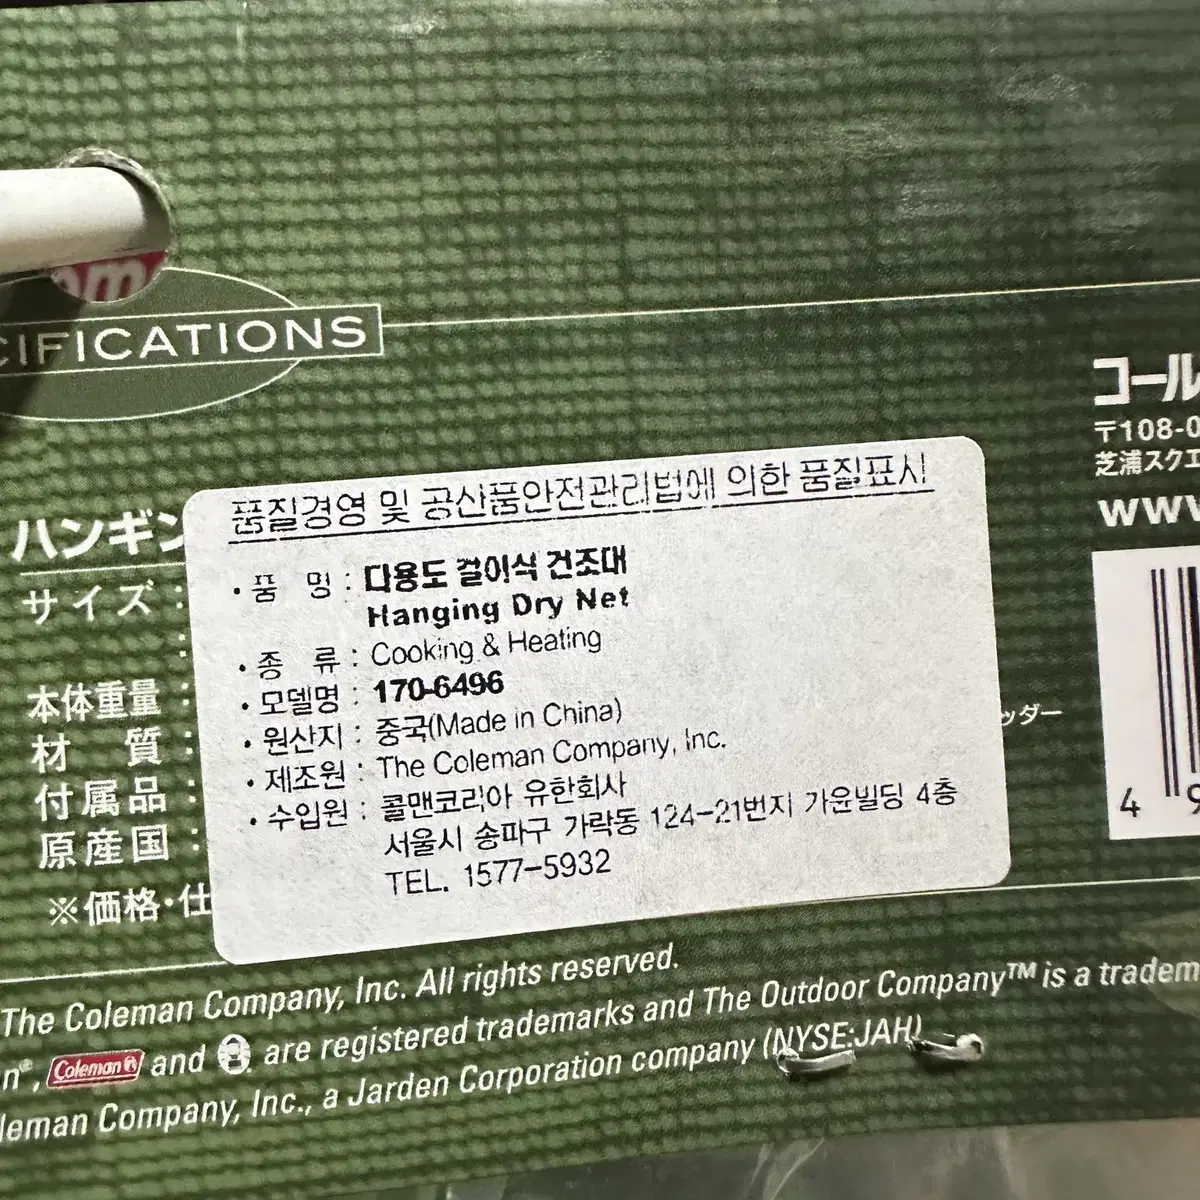 CIFICATIONS
コール
〒108-0
芝浦スクエ
www
ハンギン
サイズ :
:
本体重量 :
材 質 :
付属品 :
原産国 :
※価格・仕
ッダー
품질경영 및 공산품안전관리법에 의한 품질표시
· 품 명 : 다용도 걸이식 건조대
Hanging Dry Net
· 종 류 : Cooking & Heating
· 모델명 : 170-6496
· 원산지 : 중국(Made in China)
· 제조원 : The Coleman Company, Inc.
· 수입원 : 콜맨코리아 유한회사
서울시 송파구 가락동 124-21번지 가윤빌딩 4층
TEL. 1577-5932
4 9
The Coleman Company, Inc. All rights reserved.
n®, Coleman and are registered trademarks and The Outdoor Company™ is a tradem
leman Company, Inc., a Jarden Corporation company (NYSE:JAH)